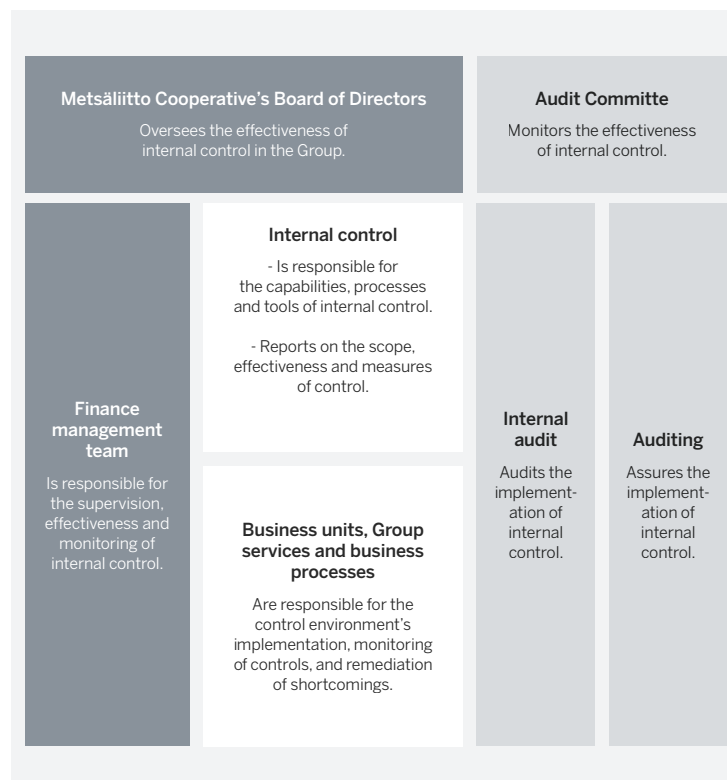 Metsäliitto Cooperative's Board of Directors
Oversees the effectiveness of
internal control in the Group.
Audit Committe
Monitors the effectiveness
of internal control.
Finance
management
team
Is responsible for
the supervision,
effectiveness and
monitoring of
internal control.
Internal control
- Is responsible for
the capabilities, processes
and tools of internal control.
- Reports on the scope,
effectiveness and measures
of control.
Business units, Group
services and business
processes
Are responsible for the
control environment's
implementation, monitoring
of controls, and remediation
of shortcomings.
Internal
audit
Audits the
implement-
ation of
internal
control.
Auditing
Assures the
implement-
ation of
internal
control.